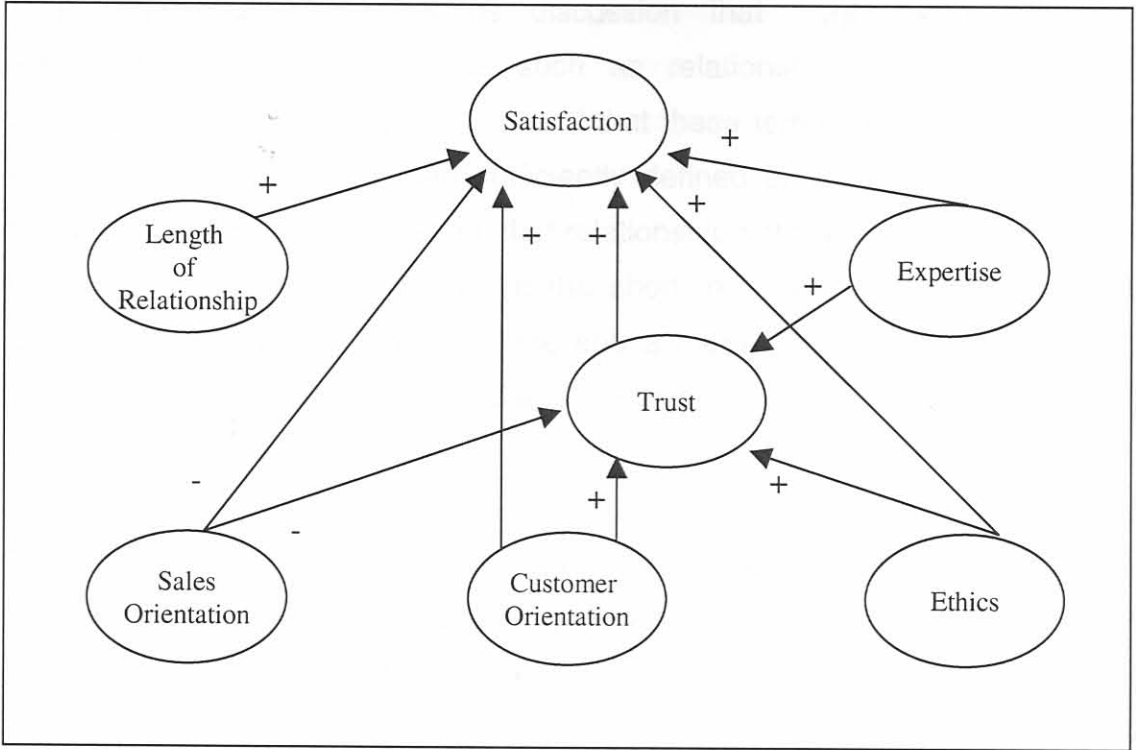 Satisfaction
+
+
Length
of
Relationship
+
+
+
Expertise
+
Trust
-
-
+
+
Sales
Orientation
Customer
Orientation
Ethics